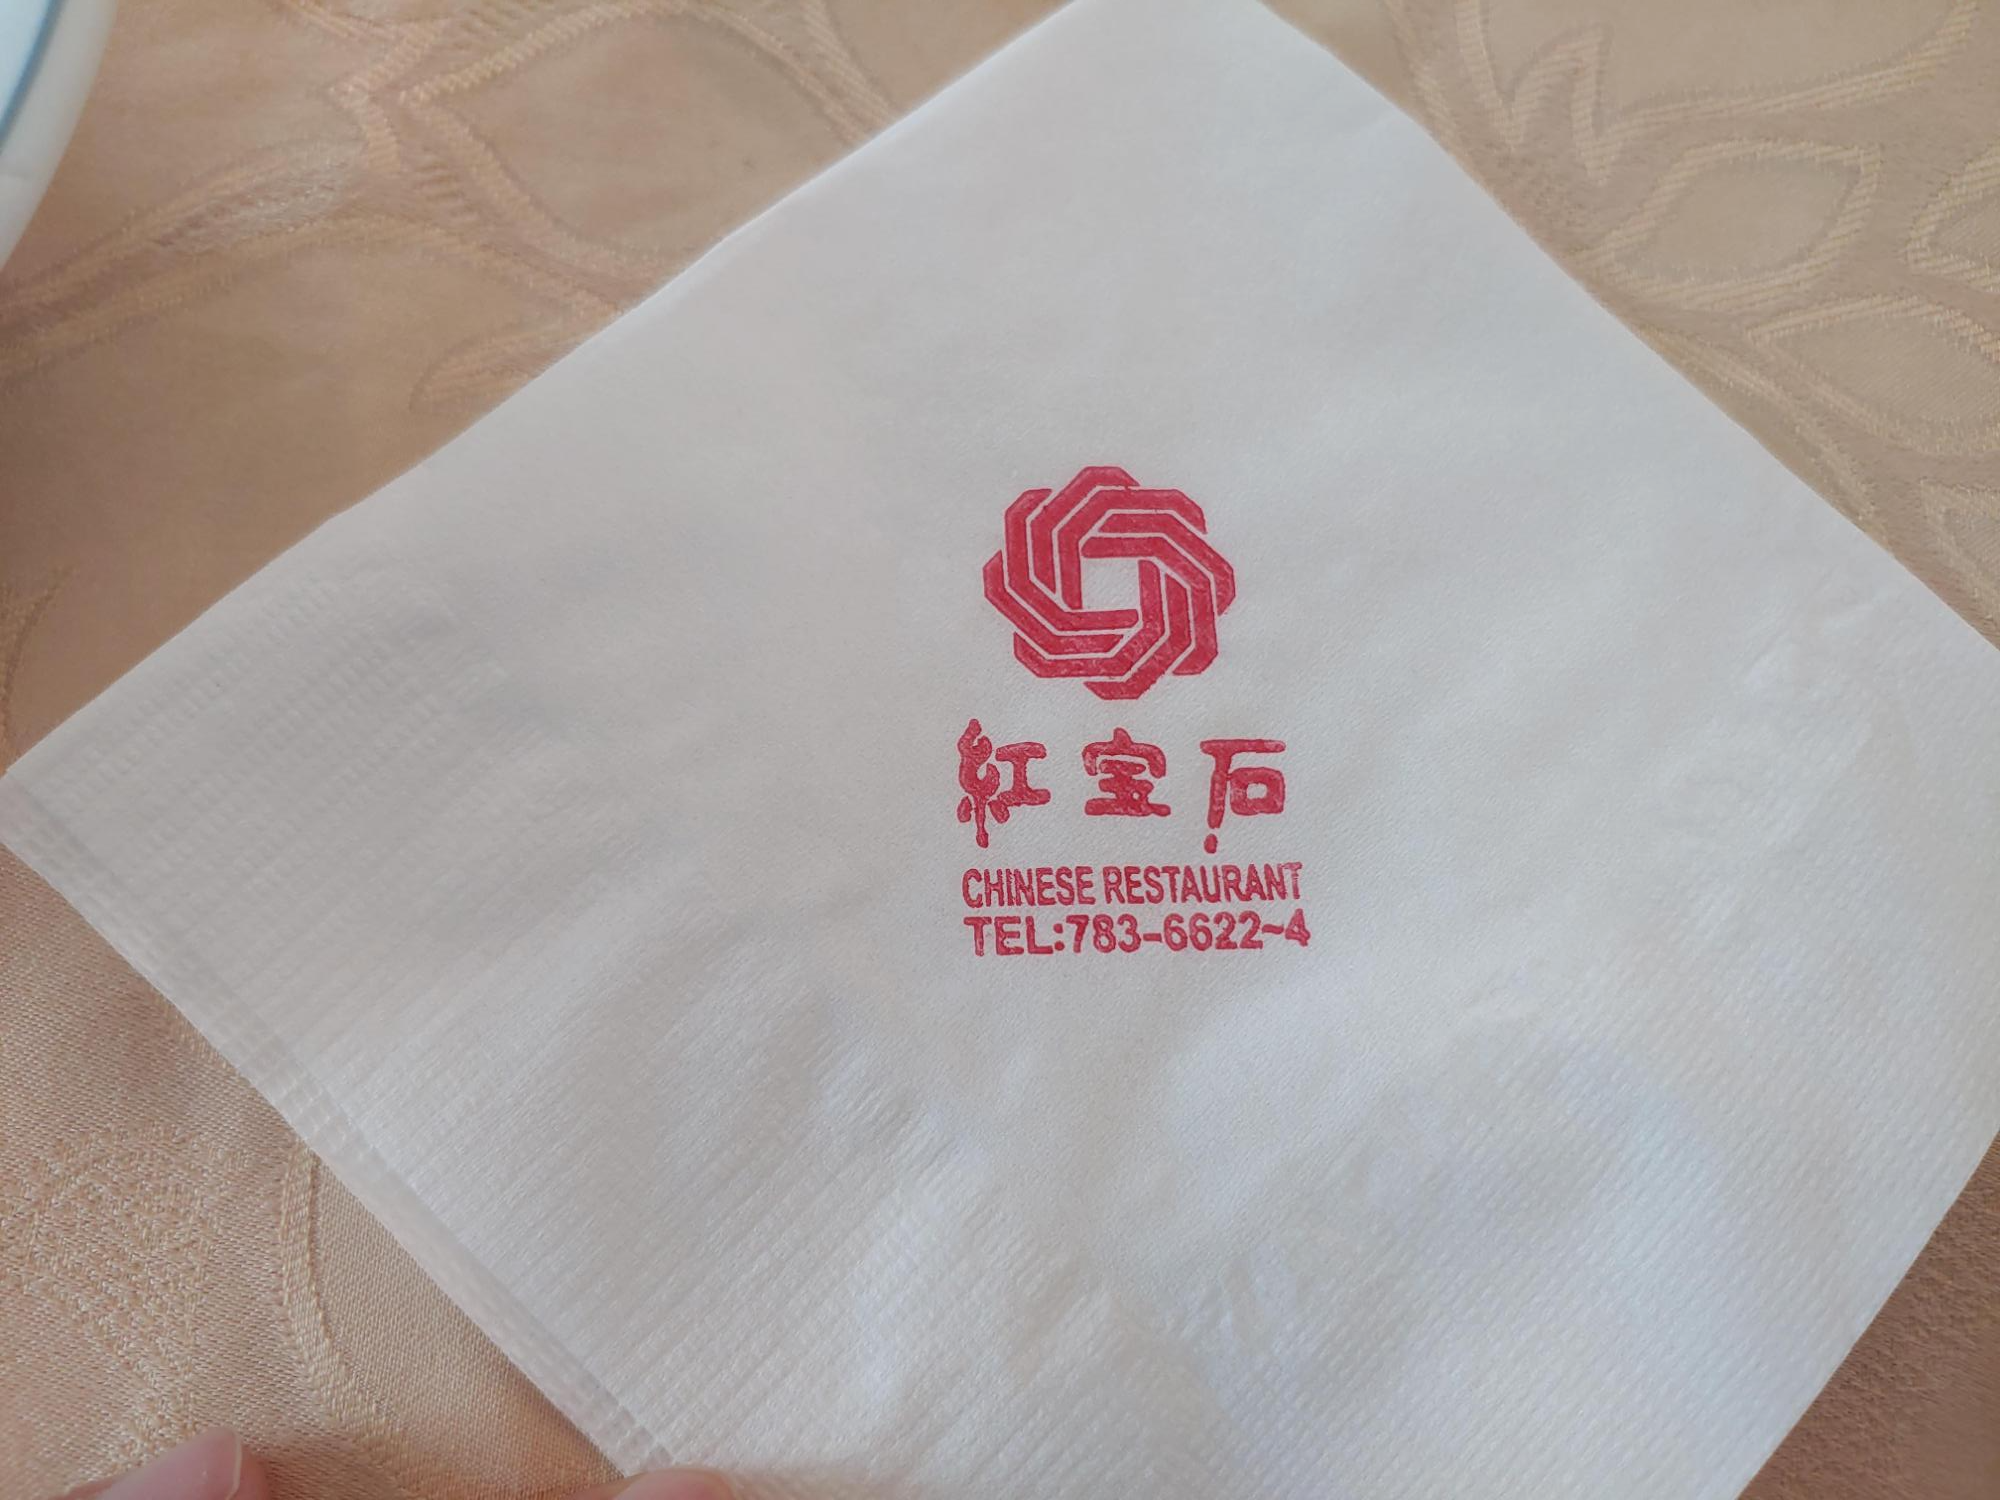 紅宝石
CHINESE RESTAURANT
TEL:783-6622~4